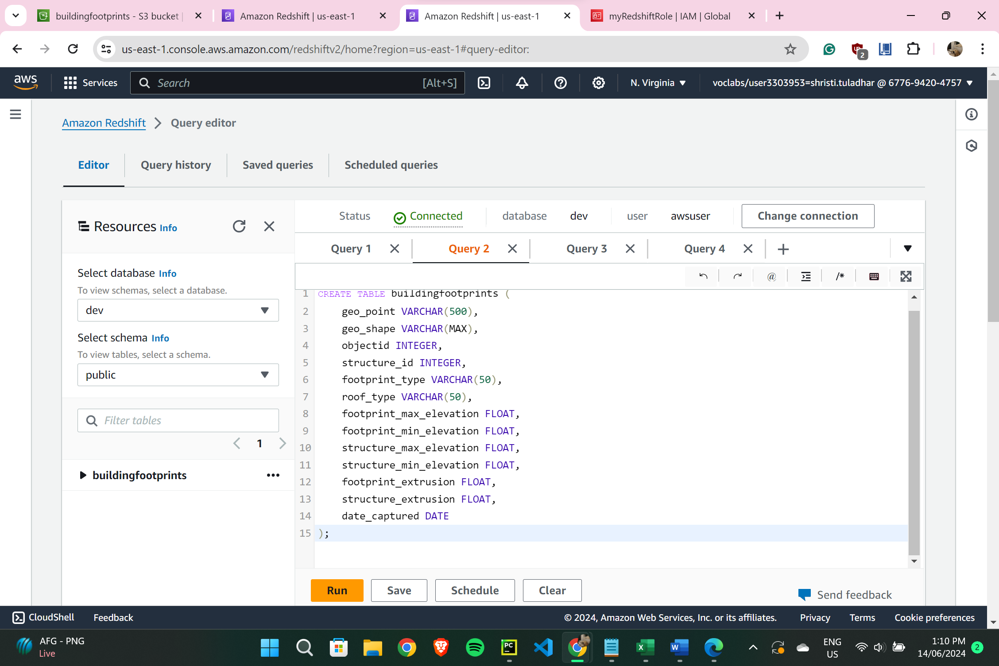 buildingfootprints - S3 bucket
Amazon Redshift | us-east-1
Amazon Redshift | us-east-1
myRedshiftRole | IAM | Global
us-east-1.console.aws.amazon.com/redshiftv2/home?region=us-east-1#query-editor:
2
aws
Services
Search
[Alt+S]
N. Virginia
voclabs/user3303953=shristi.tuladhar @ 6776-9420-4757
Amazon Redshift > Query editor
Editor
Query history
Saved queries
Scheduled queries
Resources Info
Status
Connected
database
dev
user
awsuser
Change connection
Query 1
Query 2
Query 3
Query 4
@
/*
Select database Info
To view schemas, select a database.
dev
Select schema Info
To view tables, select a schema.
public
Filter tables
1
buildingfootprints
1 CREATE TABLE buildingfootprints (
2 geo_point VARCHAR(500),
3 geo_shape VARCHAR(MAX),
4 objectid INTEGER,
5 structure_id INTEGER,
6 footprint_type VARCHAR(50),
7 roof_type VARCHAR(50),
8 footprint_max_elevation FLOAT,
9 footprint_min_elevation FLOAT,
10 structure_max_elevation FLOAT,
11 structure_min_elevation FLOAT,
12 footprint_extrusion FLOAT,
13 structure_extrusion FLOAT,
14 date_captured DATE
15 );
Run
Save
Schedule
Clear
Send feedback
CloudShell
Feedback
© 2024, Amazon Web Services, Inc. or its affiliates.
Privacy
Terms
Cookie preferences
AFG - PNG
Live
PC
X
W
ENG
US
1:10 PM
14/06/2024
2